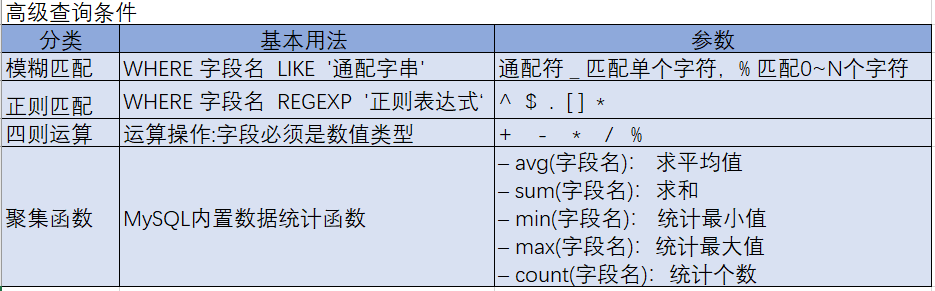 高级查询条件
分类 基本用法 参数
模糊匹配 WHERE 字段名 LIKE '通配字串' 通配符 _ 匹配单个字符，% 匹配0~N个字符
正则匹配 WHERE 字段名 REGEXP '正则表达式‘ ^ $ . [ ] *
四则运算 运算操作:字段必须是数值类型 + - * / %
聚集函数 MySQL内置数据统计函数 – avg(字段名)： 求平均值
– sum(字段名)： 求和
– min(字段名)： 统计最小值
– max(字段名)：统计最大值
– count(字段名)：统计个数